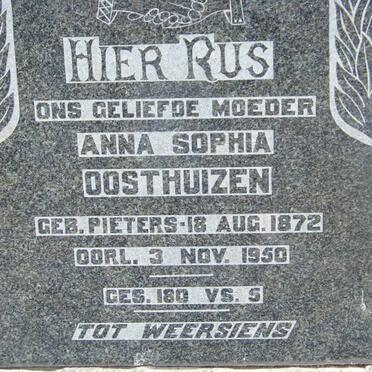 HIER RUS
ONS GELIEFDE MOEDER
ANNA SOPHIA
OOSTHUIZEN
GEB. PIETERS-18 AUG. 1872
OORL. 3 NOV. 1950
GES. 180 VS. 5
TOT WEERSIENS